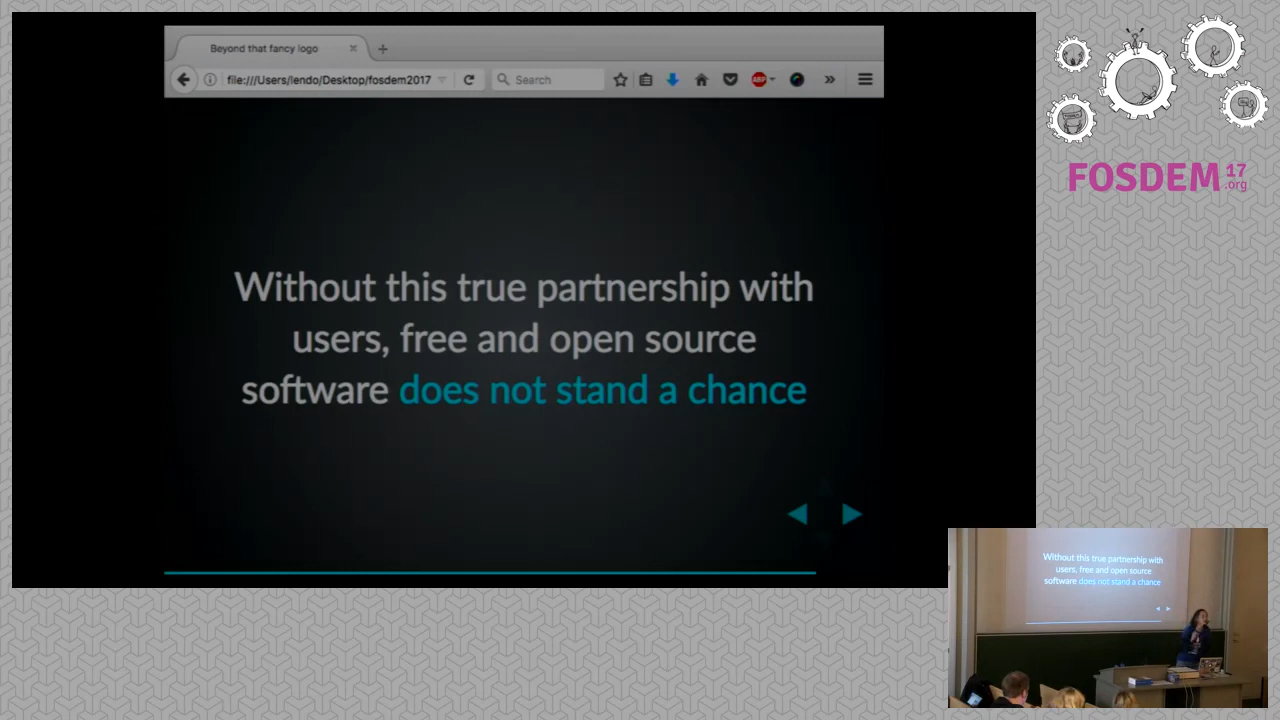 Beyond that fancy logo
file:///Users/lendo/Desktop/fosdem2017
Search
ABP
Without this true partnership with
users, free and open source
software does not stand a chance
FOSDEM 17
.org
Without this true partnership with
users, free and open source
software does not stand a chance